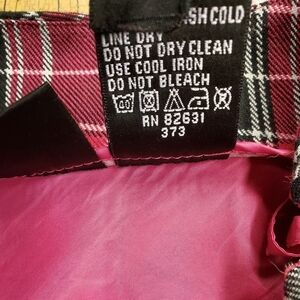 SH COLD
LINE DRY
DO NOT DRY CLEAN
USE COOL IRON
DO NOT BLEACH
RN 82631
373